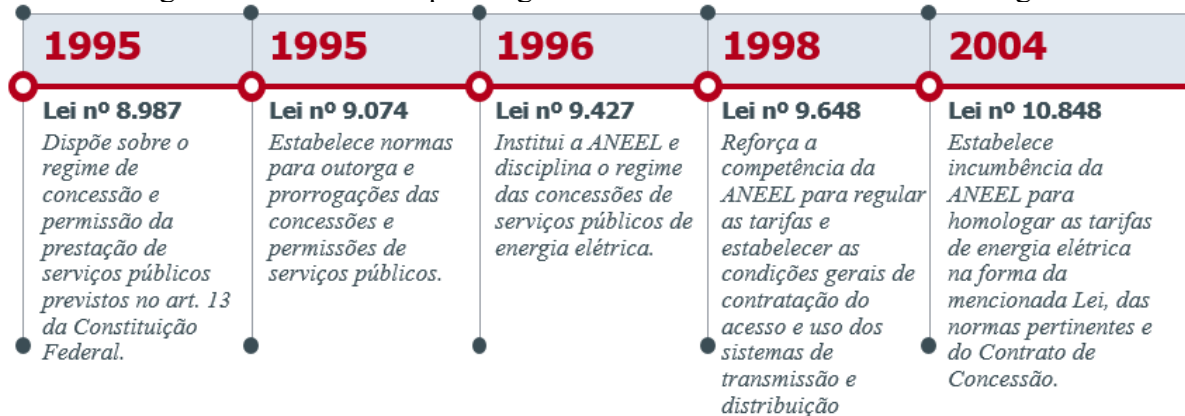 1995
Lei nº 8.987
Dispõe sobre o
regime de
concessão e
permissão da
prestação de
serviços públicos
previstos no art. 13
da Constituição
Federal.
1995
Lei nº 9.074
Estabelece normas
para outorga e
prorrogações das
concessões e
permissões de
serviços públicos.
1996
Lei nº 9.427
Institui a ANEEL e
disciplina o regime
das concessões de
serviços públicos de
energia elétrica.
1998
Lei nº 9.648
Reforça a
competência da
ANEEL para regular
as tarifas e
estabelecer as
condições gerais de
contratação do
acesso e uso dos
sistemas de
transmissão e
distribuição
2004
Lei nº 10.848
Estabelece
incumbência da
ANEEL para
homologar as tarifas
de energia elétrica
na forma da
mencionada Lei, das
normas pertinentes e
do Contrato de
Concessão.